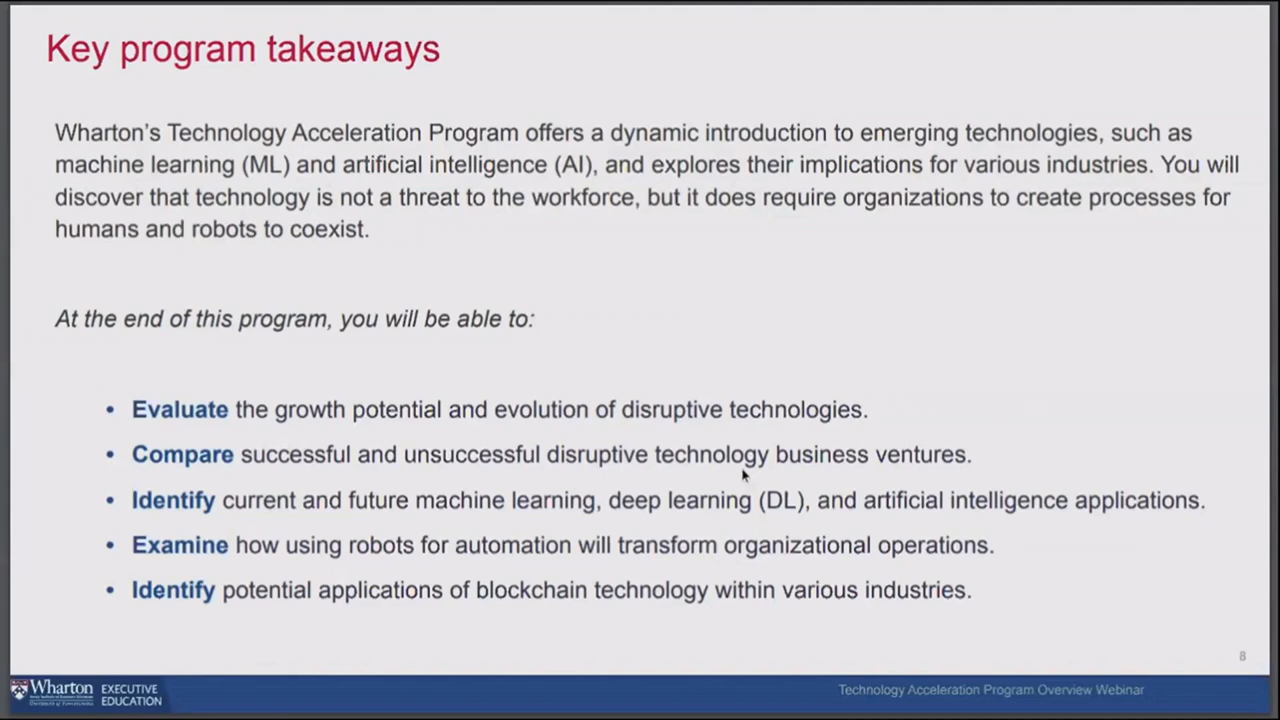 Key program takeaways
Wharton's Technology Acceleration Program offers a dynamic introduction to emerging technologies, such as
machine learning (ML) and artificial intelligence (AI), and explores their implications for various industries. You will
discover that technology is not a threat to the workforce, but it does require organizations to create processes for
humans and robots to coexist.
At the end of this program, you will be able to:
• Evaluate the growth potential and evolution of disruptive technologies.
• Compare successful and unsuccessful disruptive technology business ventures.
• Identify current and future machine learning, deep learning (DL), and artificial intelligence applications.
• Examine how using robots for automation will transform organizational operations.
• Identify potential applications of blockchain technology within various industries.
8
Wharton
UNIVERSITY of PENNSYLVANIA
EXECUTIVE
EDUCATION
Technology Acceleration Program Overview Webinar